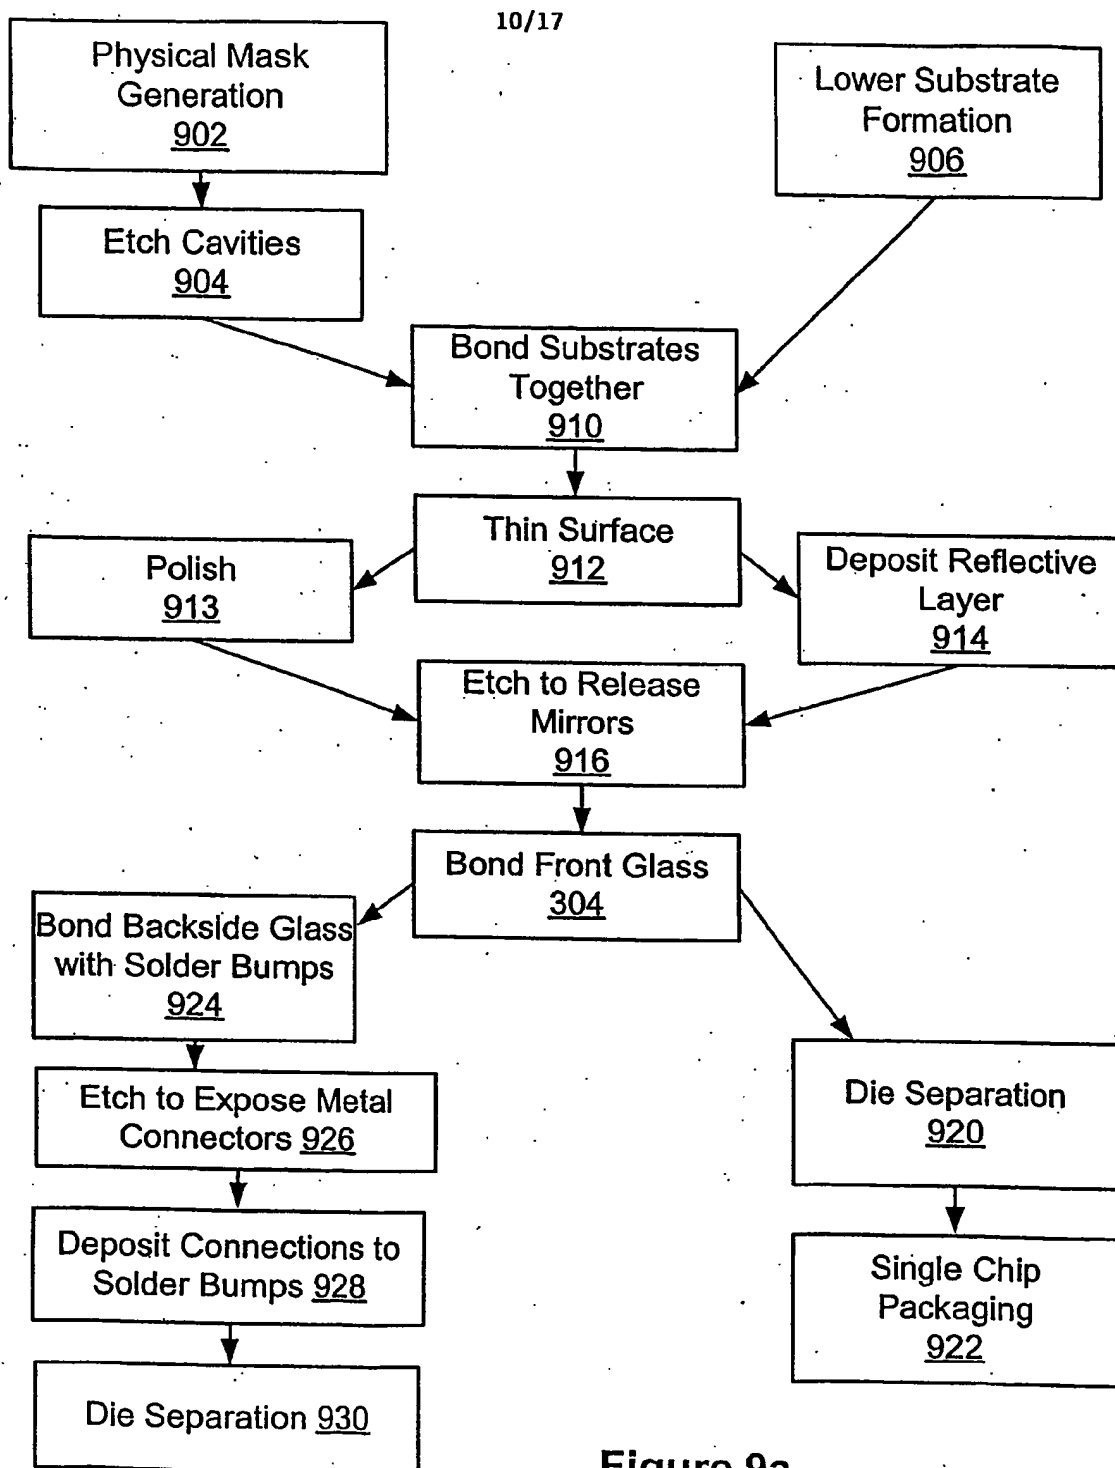 10/17
Physical Mask
Generation
902
Lower Substrate
Formation
906
Etch Cavities
904
Bond Substrates
Together
910
Thin Surface
912
Polish
913
Deposit Reflective
Layer
914
Etch to Release
Mirrors
916
Bond Front Glass
304
Bond Backside Glass
with Solder Bumps
924
Etch to Expose Metal
Connectors 926
Die Separation
920
Deposit Connections to
Solder Bumps 928
Single Chip
Packaging
922
Die Separation 930
Figure 9a